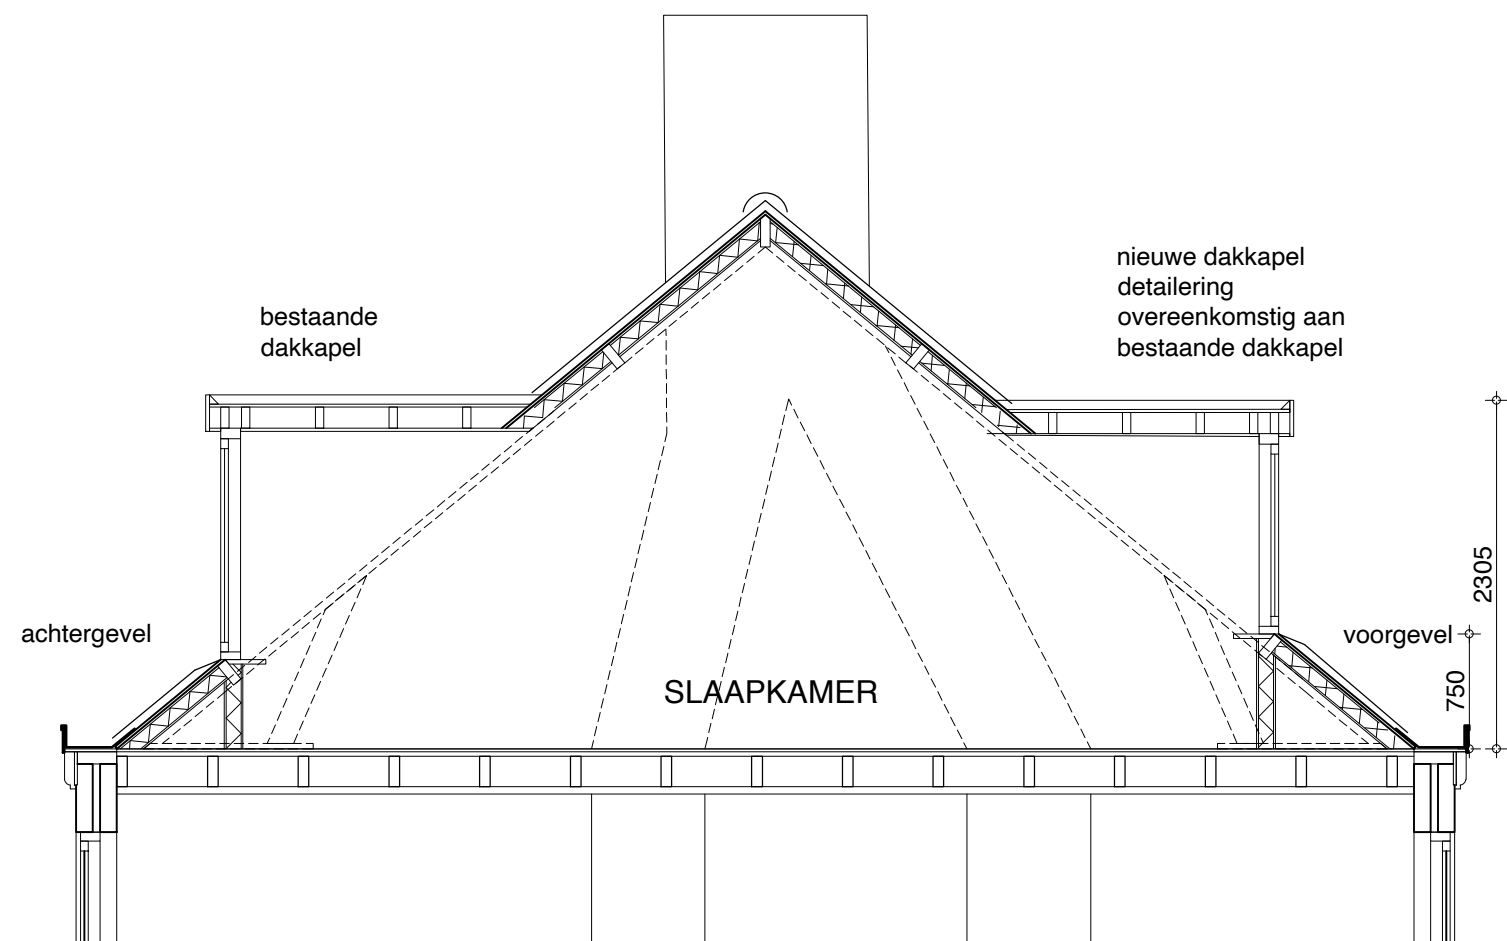 nieuwe dakkapel
detailering
overeenkomstig aan
bestaande dakkapel
bestaande
dakkapel
achtergevel
voorgevel
SLAAPKAMER
2305
750